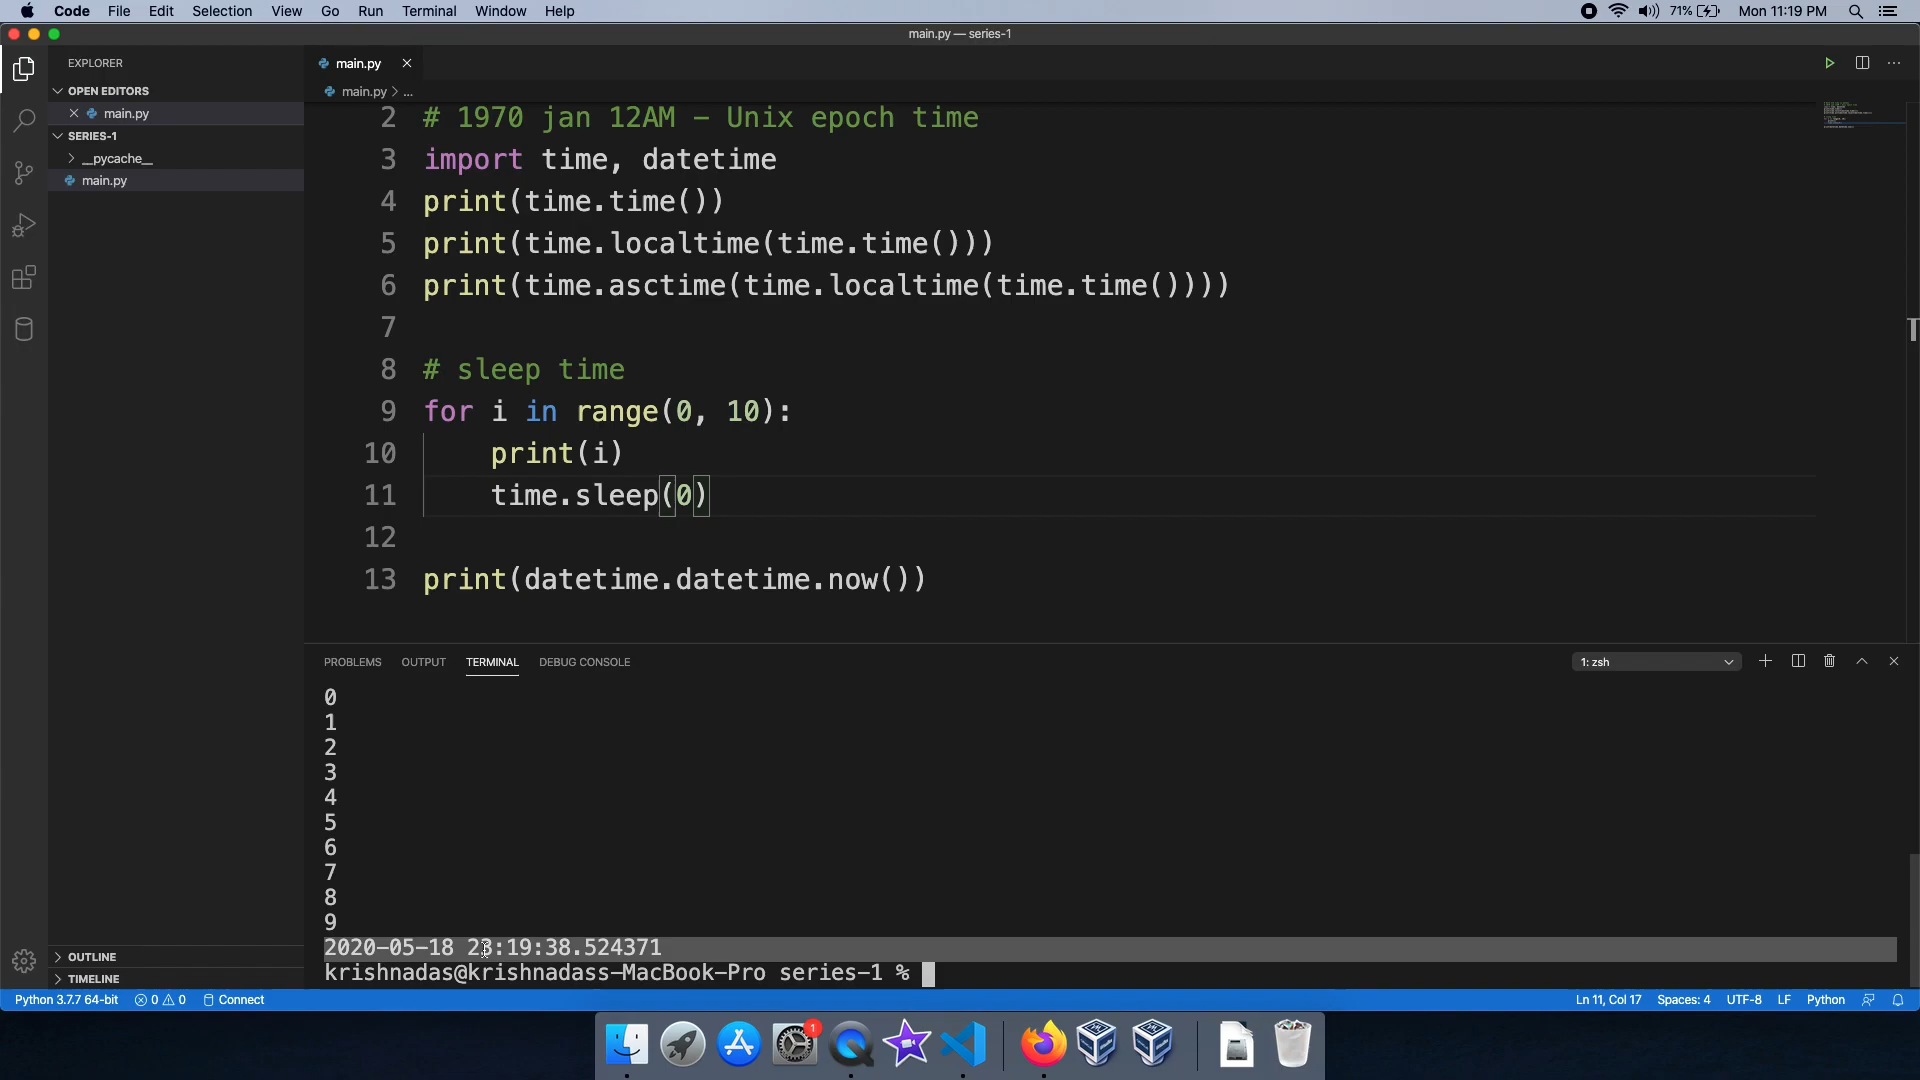 Code File Edit Selection View Go Run Terminal Window Help 71% Mon 11:19 PM
main.py — series-1
EXPLORER
OPEN EDITORS
main.py
SERIES-1
__pycache__
main.py
OUTLINE
TIMELINE
main.py
main.py > ...
2 # 1970 jan 12AM - Unix epoch time
3 import time, datetime
4 print(time.time())
5 print(time.localtime(time.time()))
6 print(time.asctime(time.localtime(time.time())))
7
8 # sleep time
9 for i in range(0, 10):
10 print(i)
11 time.sleep(0)
12
13 print(datetime.datetime.now())
PROBLEMS OUTPUT TERMINAL DEBUG CONSOLE 1: zsh
0
1
2
3
4
5
6
7
8
9
2020-05-18 23:19:38.524371
krishnadas@krishnadass-MacBook-Pro series-1 %
Python 3.7.7 64-bit 0 0 Connect Ln 11, Col 17 Spaces: 4 UTF-8 LF Python
1